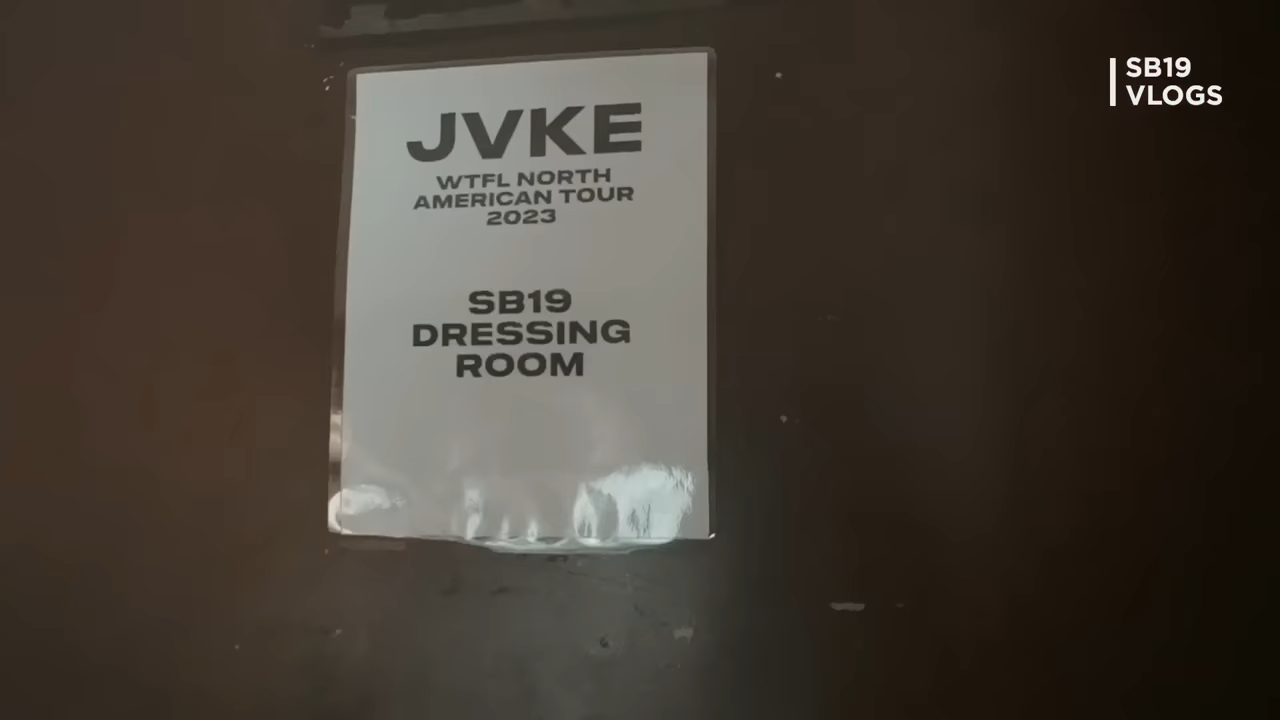 JVKE
WTFL NORTH
AMERICAN TOUR
2023
SB19
DRESSING
ROOM
SB19
VLOGS